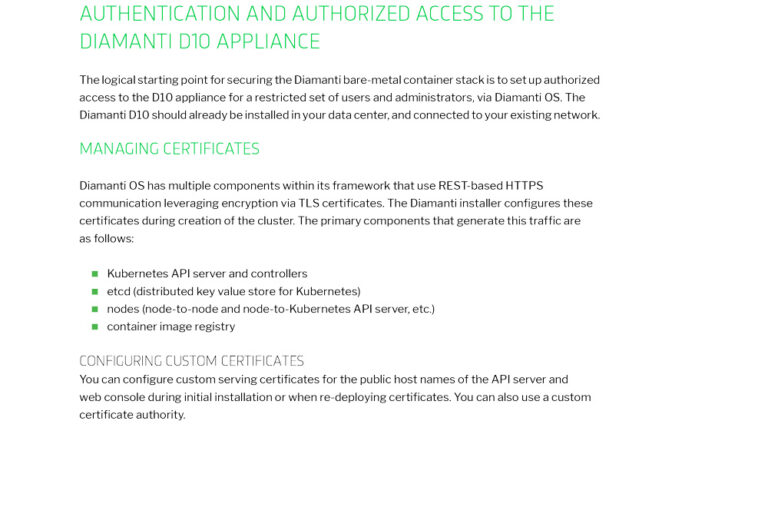 AUTHENTICATION AND AUTHORIZED ACCESS TO THE
DIAMANTI D10 APPLIANCE
The logical starting point for securing the Diamanti bare-metal container stack is to set up authorized
access to the D10 appliance for a restricted set of users and administrators, via Diamanti OS. The
Diamanti D10 should already be installed in your data center, and connected to your existing network.
MANAGING CERTIFICATES
Diamanti OS has multiple components within its framework that use REST-based HTTPS
communication leveraging encryption via TLS certificates. The Diamanti installer configures these
certificates during creation of the cluster. The primary components that generate this traffic are
as follows:
■ Kubernetes API server and controllers
■ etcd (distributed key value store for Kubernetes)
■ nodes (node-to-node and node-to-Kubernetes API server, etc.)
■ container image registry
CONFIGURING CUSTOM CERTIFICATES
You can configure custom serving certificates for the public host names of the API server and
web console during initial installation or when re-deploying certificates. You can also use a custom
certificate authority.